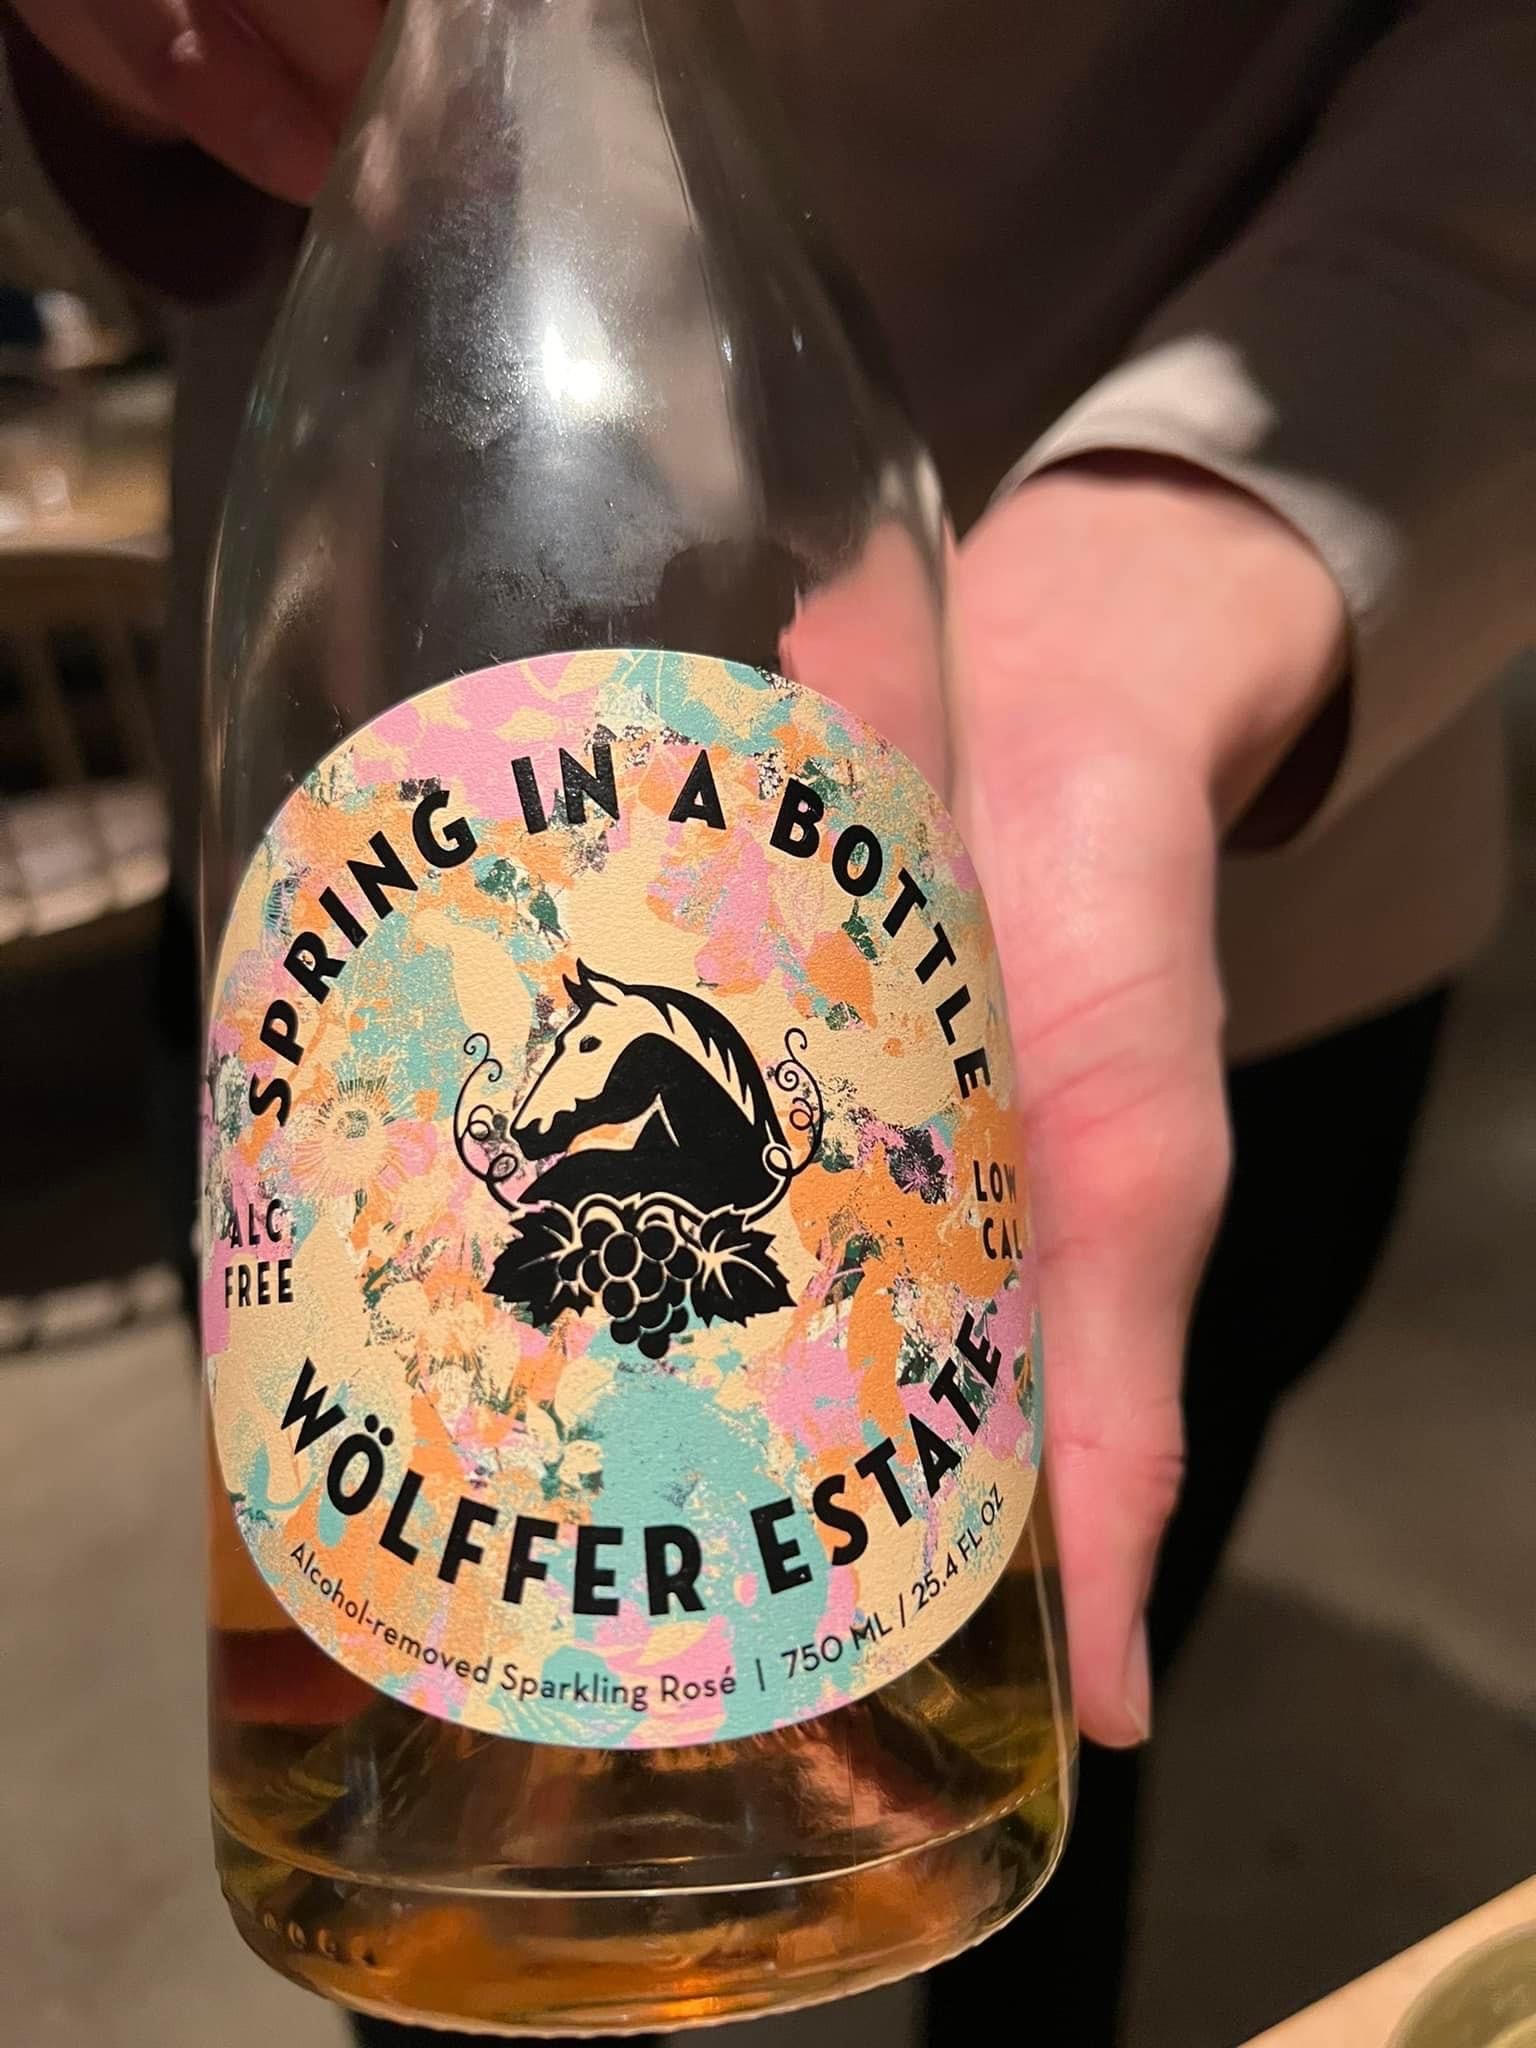 SPRING IN A BOTTLE
ALC.
FREE
LOW
CAL
WÖLFFER ESTATE
Alcohol-removed Sparkling Rosé | 750 ML / 25.4 FL OZ